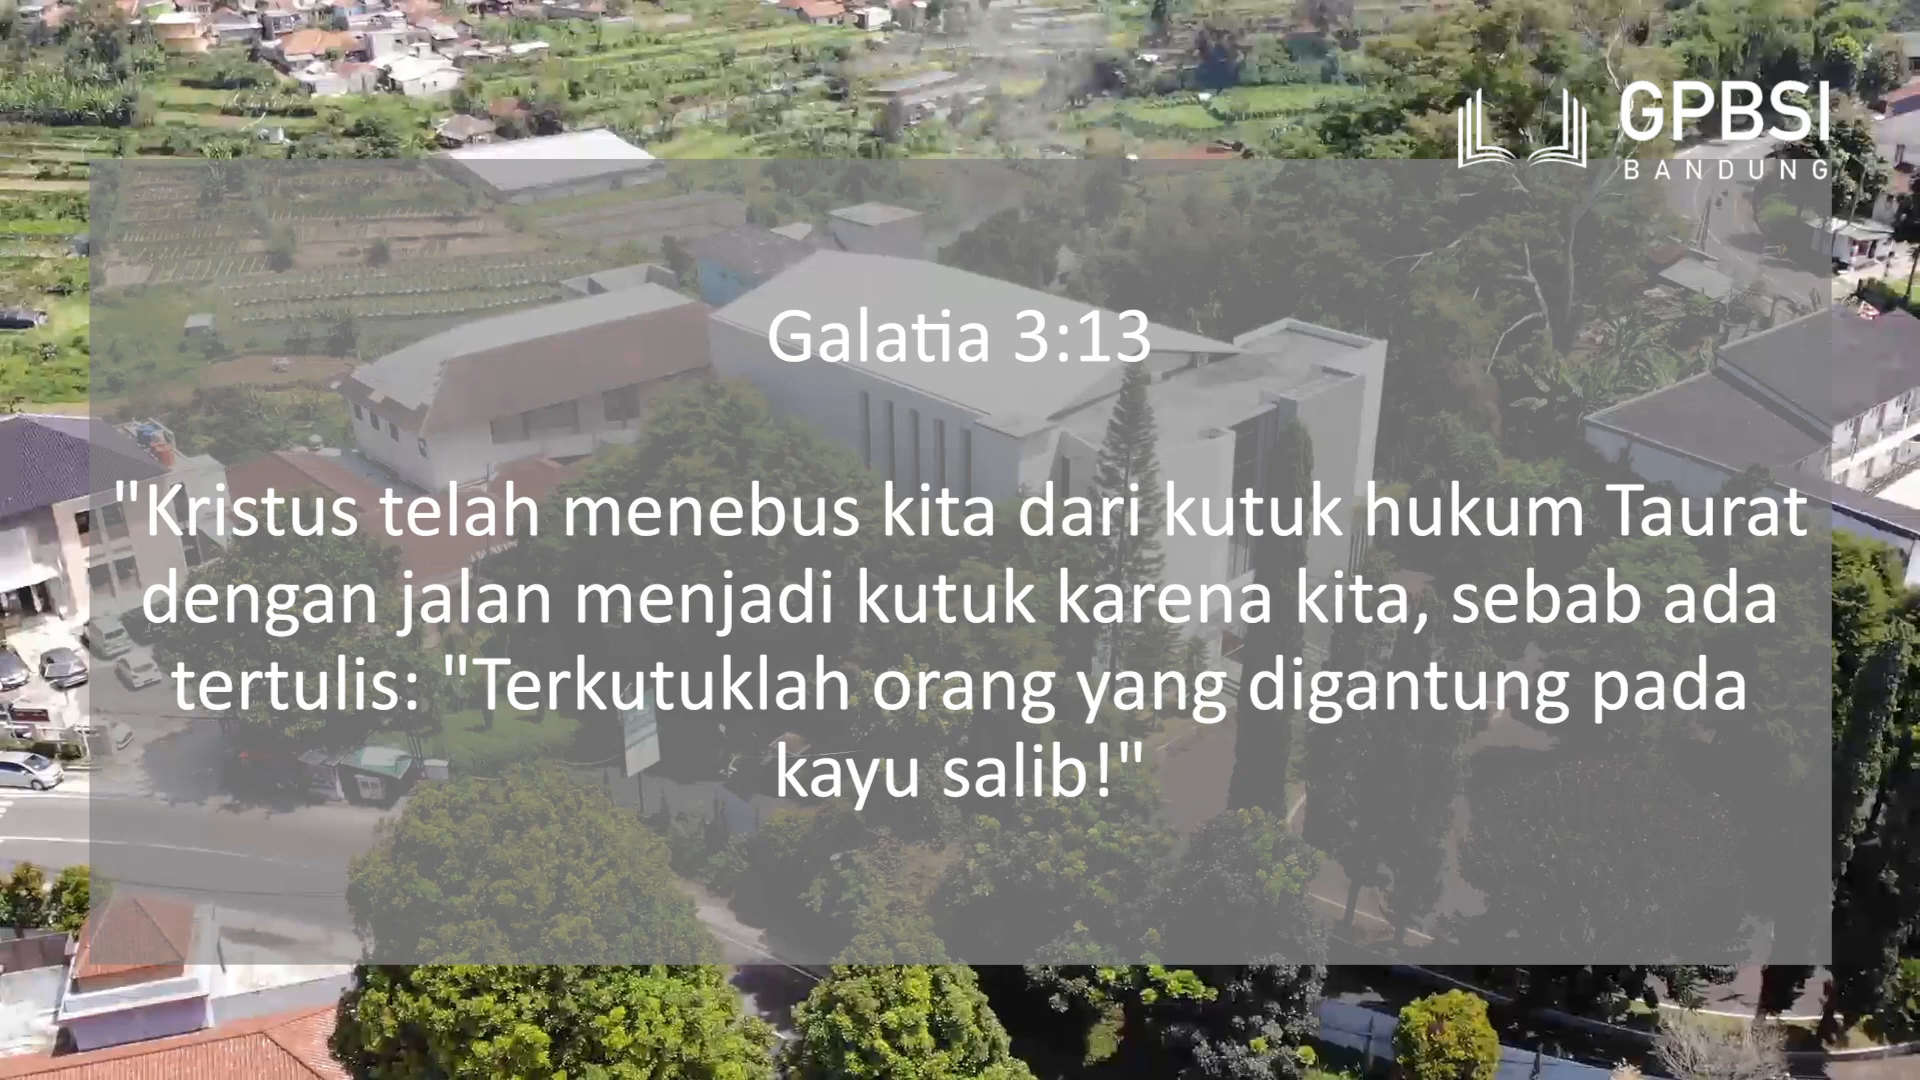 GPBSI
BANDUNG
Galatia 3:13
"Kristus telah menebus kita dari kutuk hukum Taurat
dengan jalan menjadi kutuk karena kita, sebab ada
tertulis: "Terkutuklah orang yang digantung pada
kayu salib!"